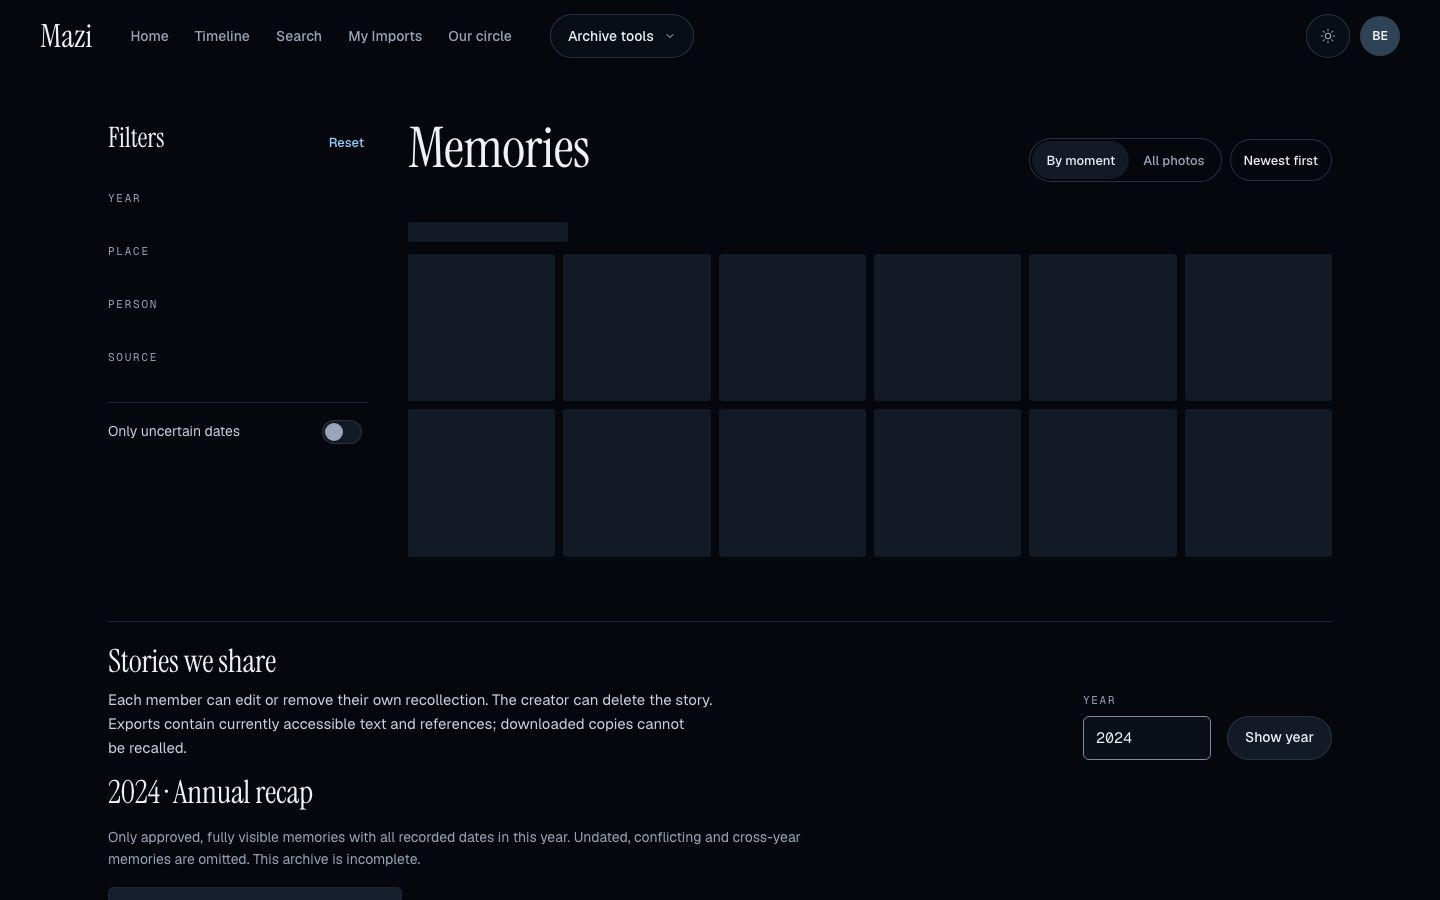 Mazi
Home
Timeline
Search
My Imports
Our circle
Archive tools
BE
Filters
Reset
YEAR
PLACE
PERSON
SOURCE
Only uncertain dates
Memories
By moment
All photos
Newest first
Stories we share
Each member can edit or remove their own recollection. The creator can delete the story.
Exports contain currently accessible text and references; downloaded copies cannot
be recalled.
YEAR
2024
Show year
2024 · Annual recap
Only approved, fully visible memories with all recorded dates in this year. Undated, conflicting and cross-year
memories are omitted. This archive is incomplete.